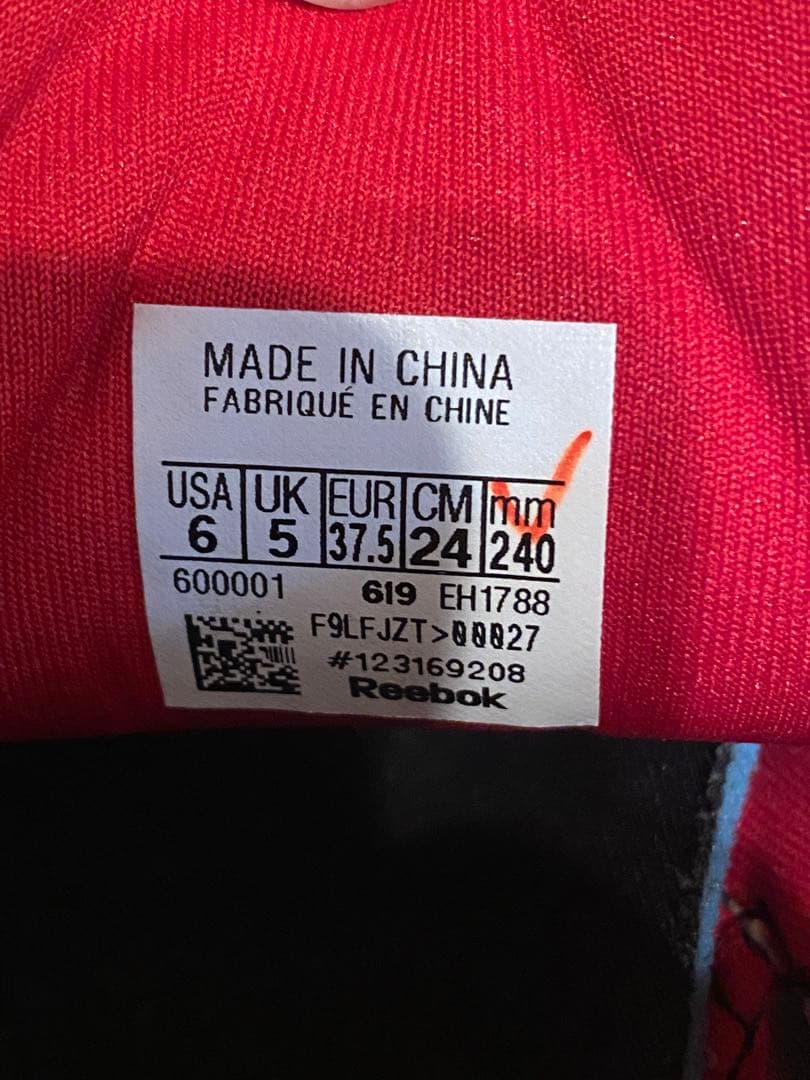 MADE IN CHINA
FABRIQUÉ EN CHINE
USA UK EUR CM mm
6 5 37.5 24 240
600001 619 EH1788
F9LFJZT>00027
#123169208
Reebok